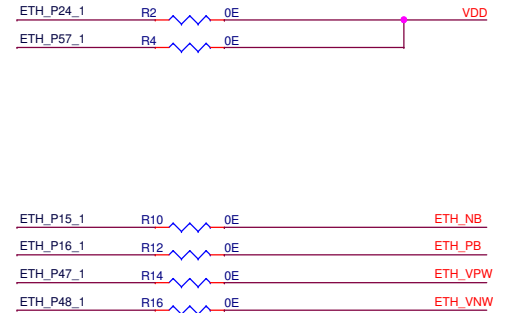 ETH_P24_1 R2 0E VDD
ETH_P57_1 R4 0E
ETH_P15_1 R10 0E ETH_NB
ETH_P16_1 R12 0E ETH_PB
ETH_P47_1 R14 0E ETH_VPW
ETH_P48_1 R16 0E ETH_VNW